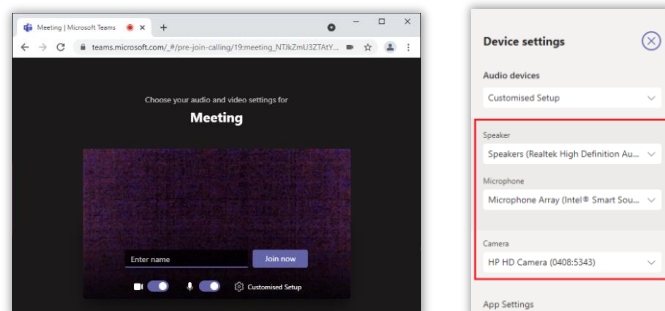 Meeting | Microsoft Teams
teams.microsoft.com/_#/pre-join-calling/19:meeting_NTJkZmU3ZTAtY...
Choose your audio and video settings for
Meeting
Enter name
Join now
Customised Setup
Device settings
Audio devices
Customised Setup
Speaker
Speakers (Realtek High Definition Au...
Microphone
Microphone Array (Intel® Smart Sou...
Camera
HP HD Camera (0408:5343)
App Settings